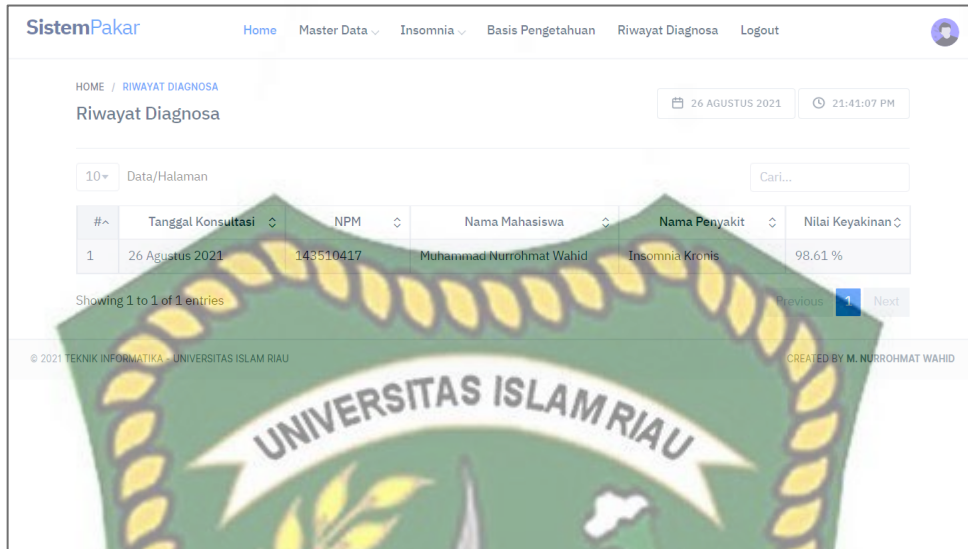 SistemPakar Home Master Data Insomnia Basis Pengetahuan Riwayat Diagnosa Logout
HOME / RIWAYAT DIAGNOSA
Riwayat Diagnosa
26 AGUSTUS 2021 21:41:07 PM
10 Data/Halaman Cari...
# Tanggal Konsultasi NPM Nama Mahasiswa Nama Penyakit Nilai Keyakinan
1 26 Agustus 2021 143510417 Muhammad Nurrohmat Wahid Insomnia Kronis 98.61 %
Showing 1 to 1 of 1 entries Previous 1 Next
© 2021 TEKNIK INFORMATIKA - UNIVERSITAS ISLAM RIAU CREATED BY M. NURROHMAT WAHID
UNIVERSITAS ISLAM RIAU